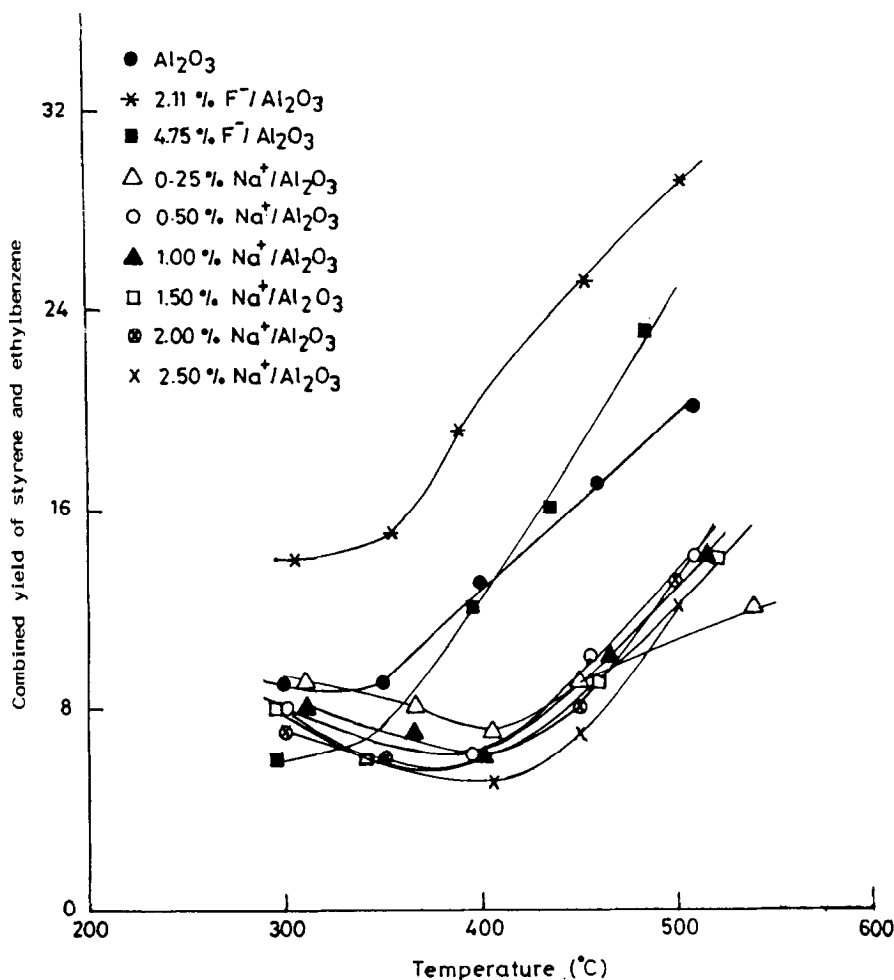 Al₂O₃
2.11 % F⁻/Al₂O₃
4.75 % F⁻/Al₂O₃
0.25 % Na⁺/Al₂O₃
0.50 % Na⁺/Al₂O₃
1.00 % Na⁺/Al₂O₃
1.50 % Na⁺/Al₂O₃
2.00 % Na⁺/Al₂O₃
2.50 % Na⁺/Al₂O₃
32
24
16
8
0
Combined yield of styrene and ethylbenzene
200
300
400
500
600
Temperature (°C)